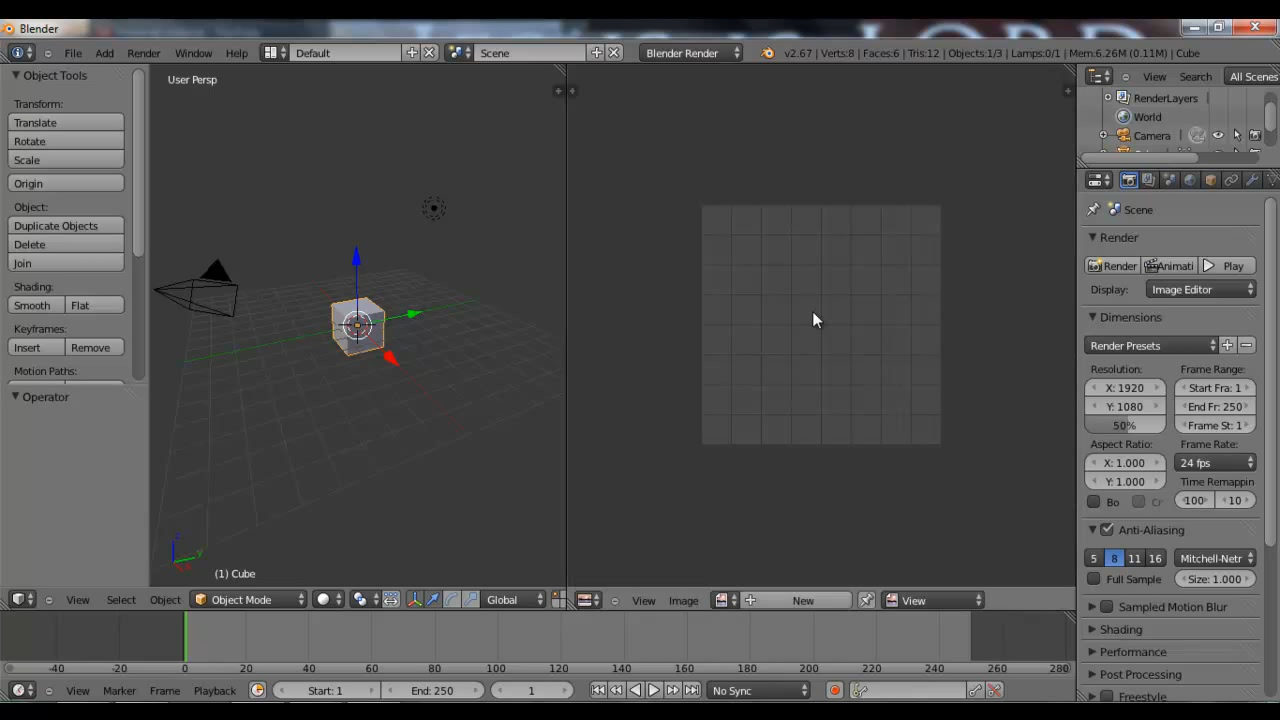 Blender
File Add Render Window Help Default Scene Blender Render v2.67 | Verts:8 | Faces:6 | Tris:12 | Objects:1/3 | Lamps:0/1 | Mem:6.26M (0.11M) | Cube
Object Tools
Transform:
Translate
Rotate
Scale
Origin
Object:
Duplicate Objects
Delete
Join
Shading:
Smooth Flat
Keyframes:
Insert Remove
Motion Paths:
Operator
User Persp
(1) Cube
View Select Object Object Mode Global
View Image New View
View Search All Scenes
RenderLayers
World
Camera
Scene
Render
Render Animati Play
Display: Image Editor
Dimensions
Render Presets
Resolution: Frame Range:
X: 1920 Start Fra: 1
Y: 1080 End Fr: 250
50% Frame St: 1
Aspect Ratio: Frame Rate:
X: 1.000 24 fps
Y: 1.000 Time Remappin
Bo Cr 100 10
Anti-Aliasing
5 8 11 16 Mitchell-Netr
Full Sample Size: 1.000
Sampled Motion Blur
Shading
Performance
Post Processing
Freestyle
-40 -20 0 20 40 60 80 100 120 140 160 180 200 220 240 260 280
View Marker Frame Playback Start: 1 End: 250 1 No Sync